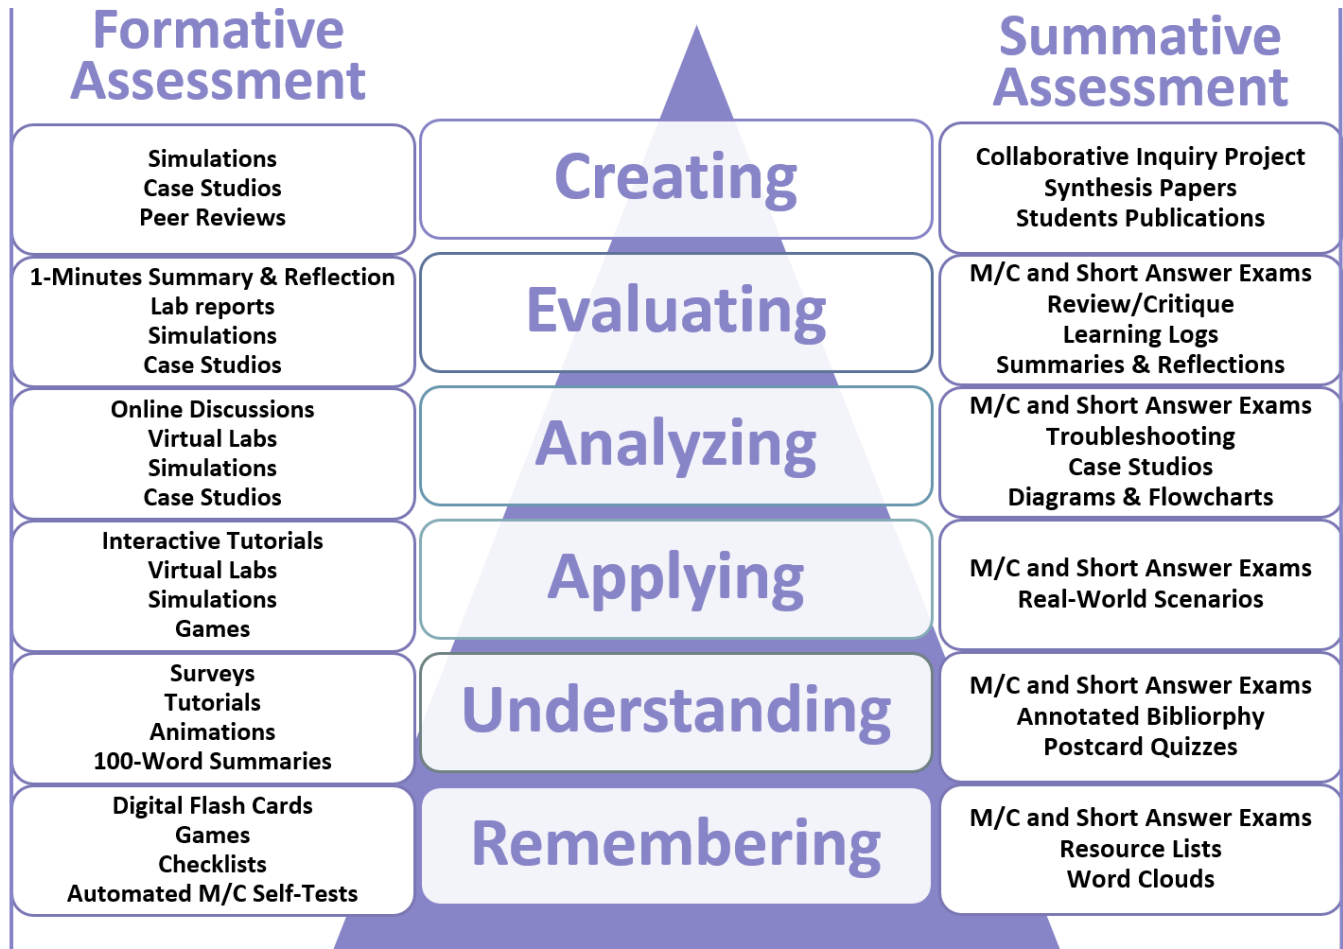 Formative
Assessment
Summative
Assessment
Simulations
Case Studios
Peer Reviews
Creating
Collaborative Inquiry Project
Synthesis Papers
Students Publications
1-Minutes Summary & Reflection
Lab reports
Simulations
Case Studios
Evaluating
M/C and Short Answer Exams
Review/Critique
Learning Logs
Summaries & Reflections
Online Discussions
Virtual Labs
Simulations
Case Studios
Analyzing
M/C and Short Answer Exams
Troubleshooting
Case Studios
Diagrams & Flowcharts
Interactive Tutorials
Virtual Labs
Simulations
Games
Applying
M/C and Short Answer Exams
Real-World Scenarios
Surveys
Tutorials
Animations
100-Word Summaries
Understanding
M/C and Short Answer Exams
Annotated Bibliorphy
Postcard Quizzes
Digital Flash Cards
Games
Checklists
Automated M/C Self-Tests
Remembering
M/C and Short Answer Exams
Resource Lists
Word Clouds